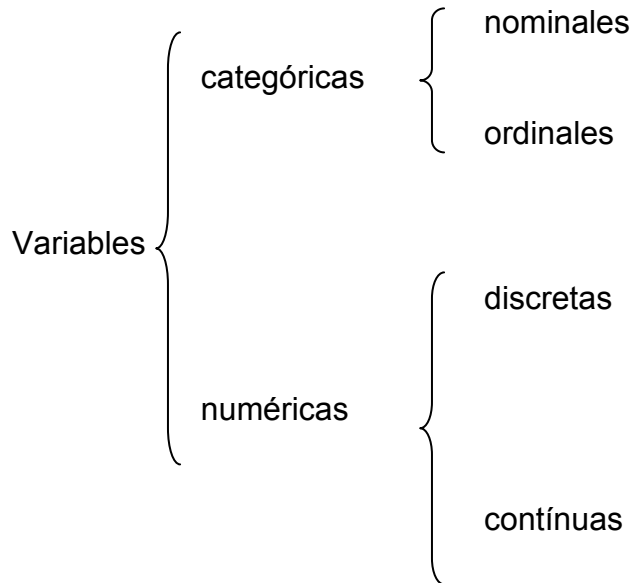 nominales
categóricas
ordinales
Variables
discretas
numéricas
contínuas